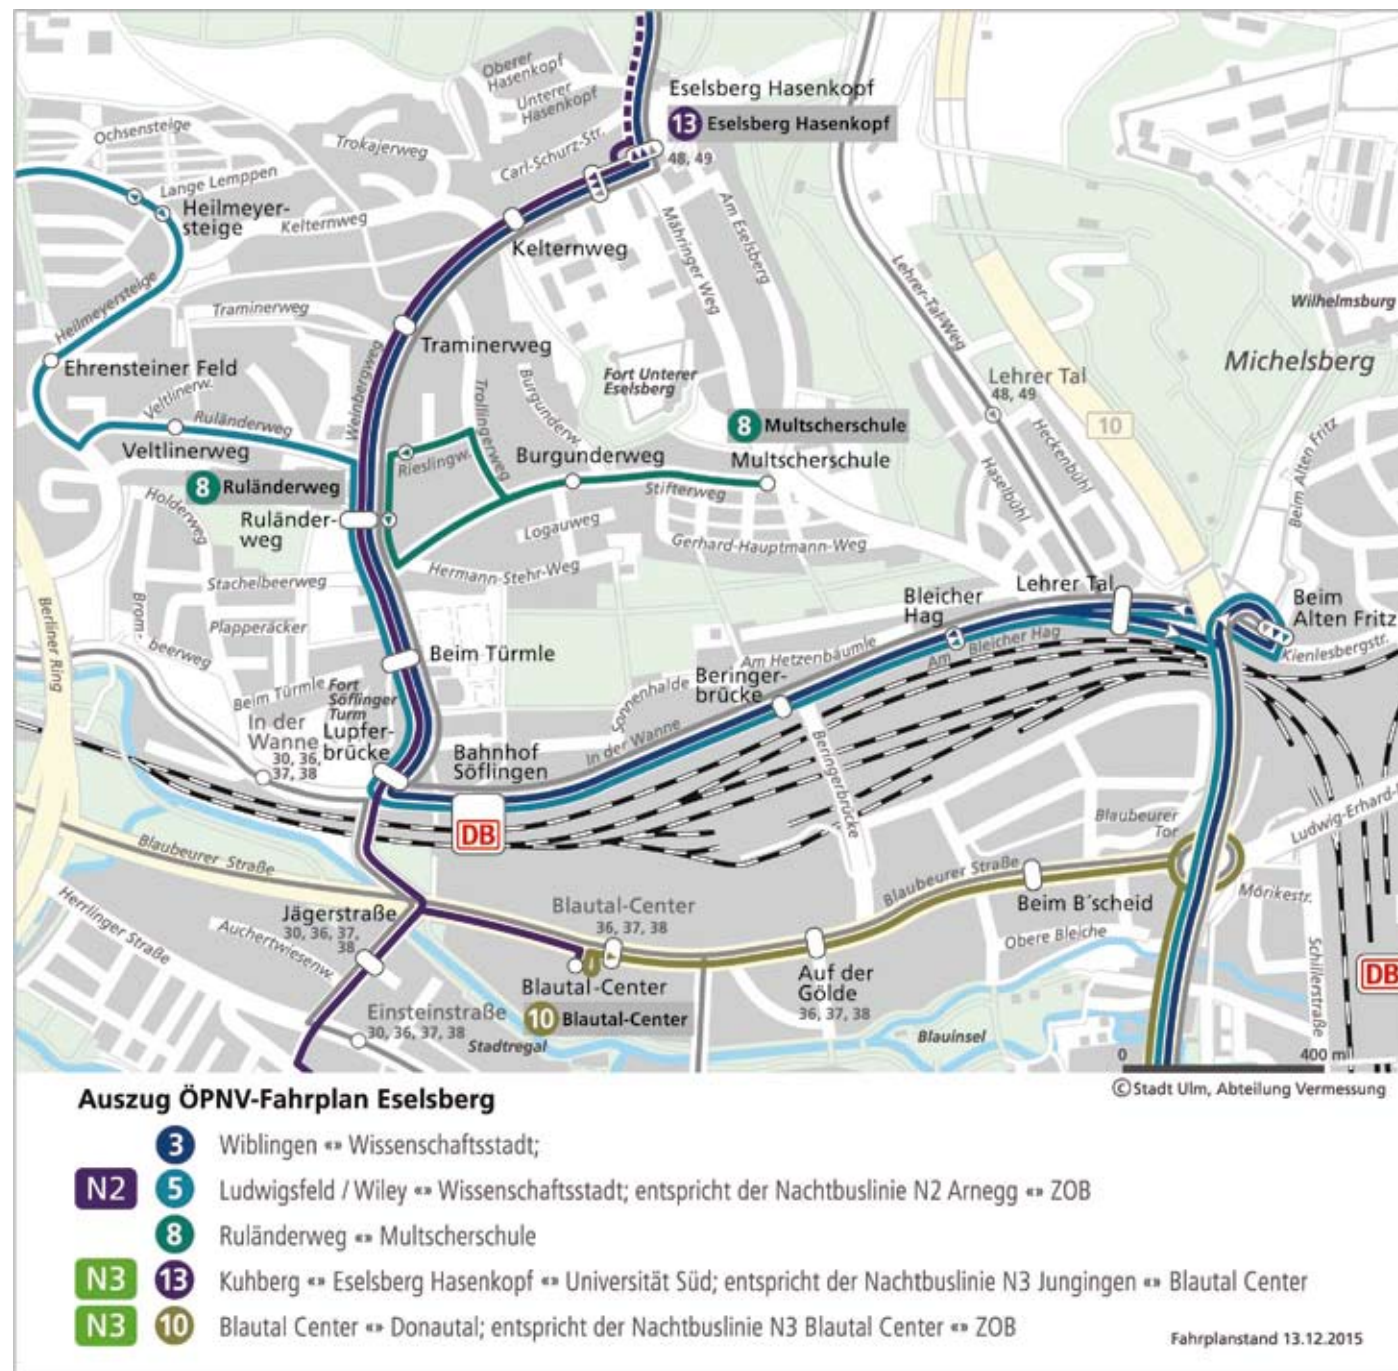 Oberer
Hasenkopf
Unterer
Hasenkopf
Eselsberg Hasenkopf
13 Eselsberg Hasenkopf
48, 49
Ochsensteige
Trokajerweg
Carl-Schurz-Str.
Lange Lemppen
Heilmeyer-
steige
Kelternweg
Kelternweg
Mähringer Weg
Am Eselsberg
Lehrer-Tal-Weg
Wilhelmsburg
Heilmeyersteige
Traminerweg
Traminerweg
Michelsberg
Ehrensteiner Feld
Weinbergweg
Fort Unterer
Eselsberg
Lehrer Tal
48, 49
Veltlinerw.
Ruländerweg
Trollingerweg
Burgunderw.
8 Multscherschule
Multscherschule
10
Heckenbühl
Haselbühl
Beim Alten Fritz
Veltlinerweg
Rieslingw.
Burgunderweg
8 Ruländerweg
Stifterweg
Holderweg
Ruländer-
weg
Logauweg
Gerhard-Hauptmann-Weg
Hermann-Stehr-Weg
Stachelbeerweg
Lehrer Tal
Bleicher
Hag
Beim
Alten Fritz
Berliner Ring
Brom-
beerweg
Plapperäcker
Beim Türmle
Am Hetzenbäumle
Am Bleicher Hag
Kienlesbergstr.
Beringer-
brücke
Beim Türmle
Fort
Söflinger
Turm
Sonnenhalde
In der
Wanne
30, 36,
37, 38
Lupfer-
brücke
Bahnhof
Söflingen
In der Wanne
Beringerbrücke
DB
Blaubeurer
Tor
Ludwig-Erhard-
Blaubeurer Straße
Blaubeurer Straße
Herrlinger Straße
Jägerstraße
30, 36, 37,
38
Auchertwiesenw.
Blautal-Center
36, 37, 38
Beim B´scheid
Mörikestr.
Obere Bleiche
Schillerstraße
Auf der
Gölde
36, 37, 38
DB
Blautal-Center
10 Blautal-Center
Einsteinstraße
30, 36, 37, 38
Stadtregal
Blauinsel
0 400 m
© Stadt Ulm, Abteilung Vermessung
Auszug ÖPNV-Fahrplan Eselsberg
3 Wiblingen «» Wissenschaftsstadt;
N2 5 Ludwigsfeld / Wiley «» Wissenschaftsstadt; entspricht der Nachtbuslinie N2 Arnegg «» ZOB
8 Ruländerweg «» Multscherschule
N3 13 Kuhberg «» Eselsberg Hasenkopf «» Universität Süd; entspricht der Nachtbuslinie N3 Jungingen «» Blautal Center
N3 10 Blautal Center «» Donautal; entspricht der Nachtbuslinie N3 Blautal Center «» ZOB
Fahrplanstand 13.12.2015